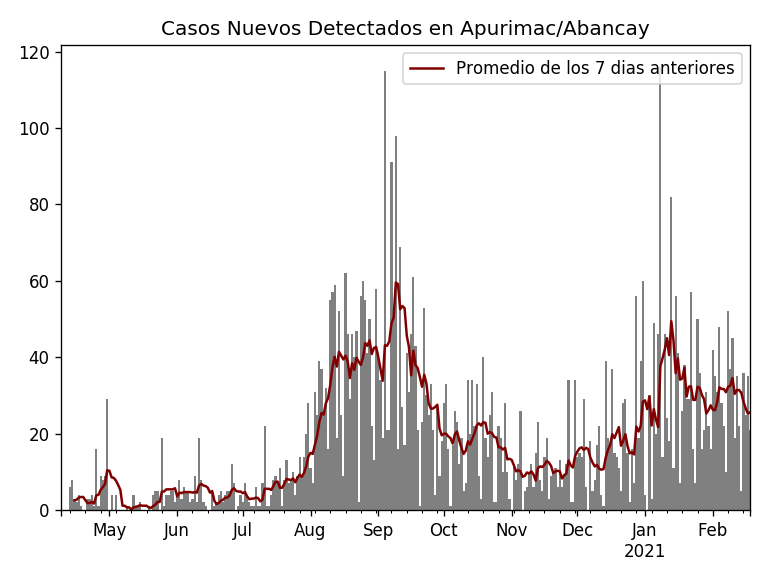 Casos Nuevos Detectados en Apurimac/Abancay
Promedio de los 7 dias anteriores
120
100
80
60
40
20
0
May Jun Jul Aug Sep Oct Nov Dec Jan Feb
2021